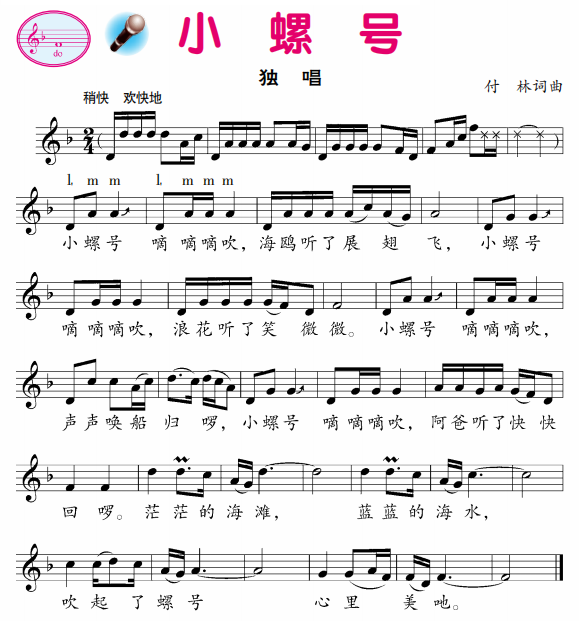 do
小 螺 号
独 唱
付 林词曲
稍快 欢快地
2
4
l. m m l. m m m
小螺号 嘀嘀嘀吹，海鸥听了展 翅 飞， 小螺号
嘀嘀嘀吹， 浪花听了笑 微微。小螺号 嘀嘀嘀吹，
声声唤船 归 啰，小螺号 嘀嘀嘀吹， 阿爸听了快快
回 啰。茫茫的海滩， 蓝蓝的海水，
吹起了螺号 心里 美吔。